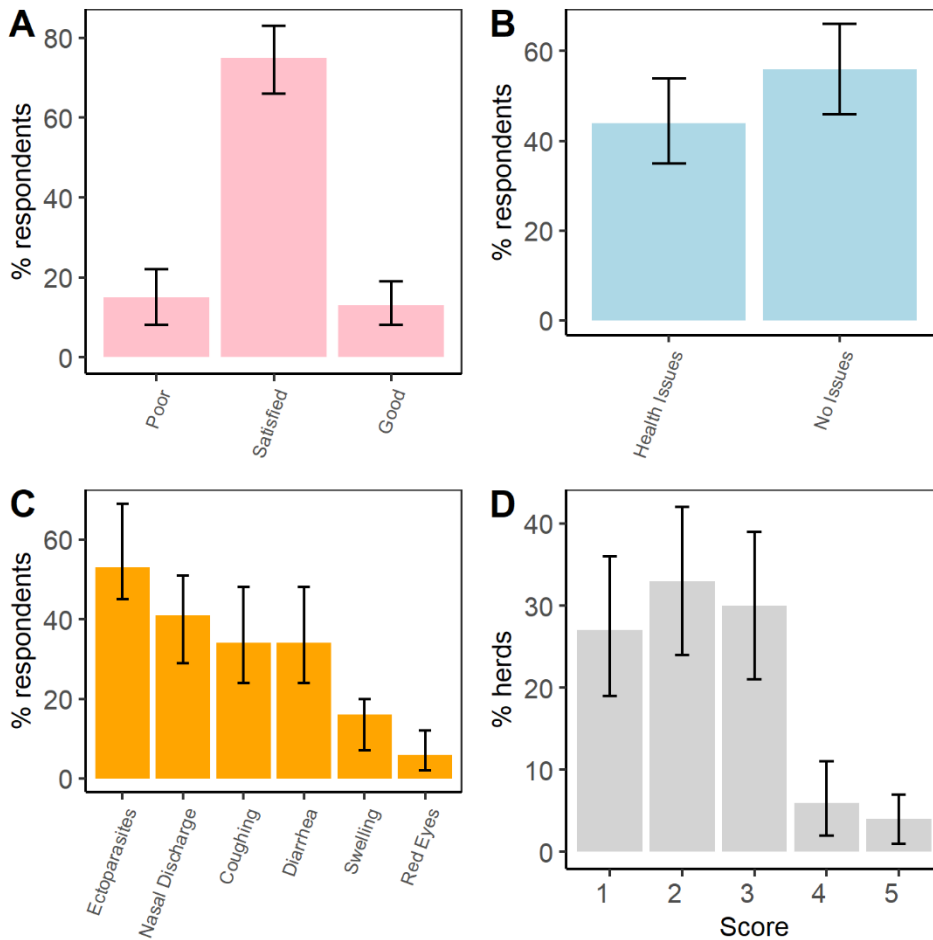 A
% respondents
80
60
40
20
0
Poor
Satisfied
Good
B
% respondents
60
40
20
0
Health Issues
No Issues
C
% respondents
60
40
20
0
Ectoparasites
Nasal Discharge
Coughing
Diarrhea
Swelling
Red Eyes
D
% herds
40
30
20
10
0
1 2 3 4 5
Score